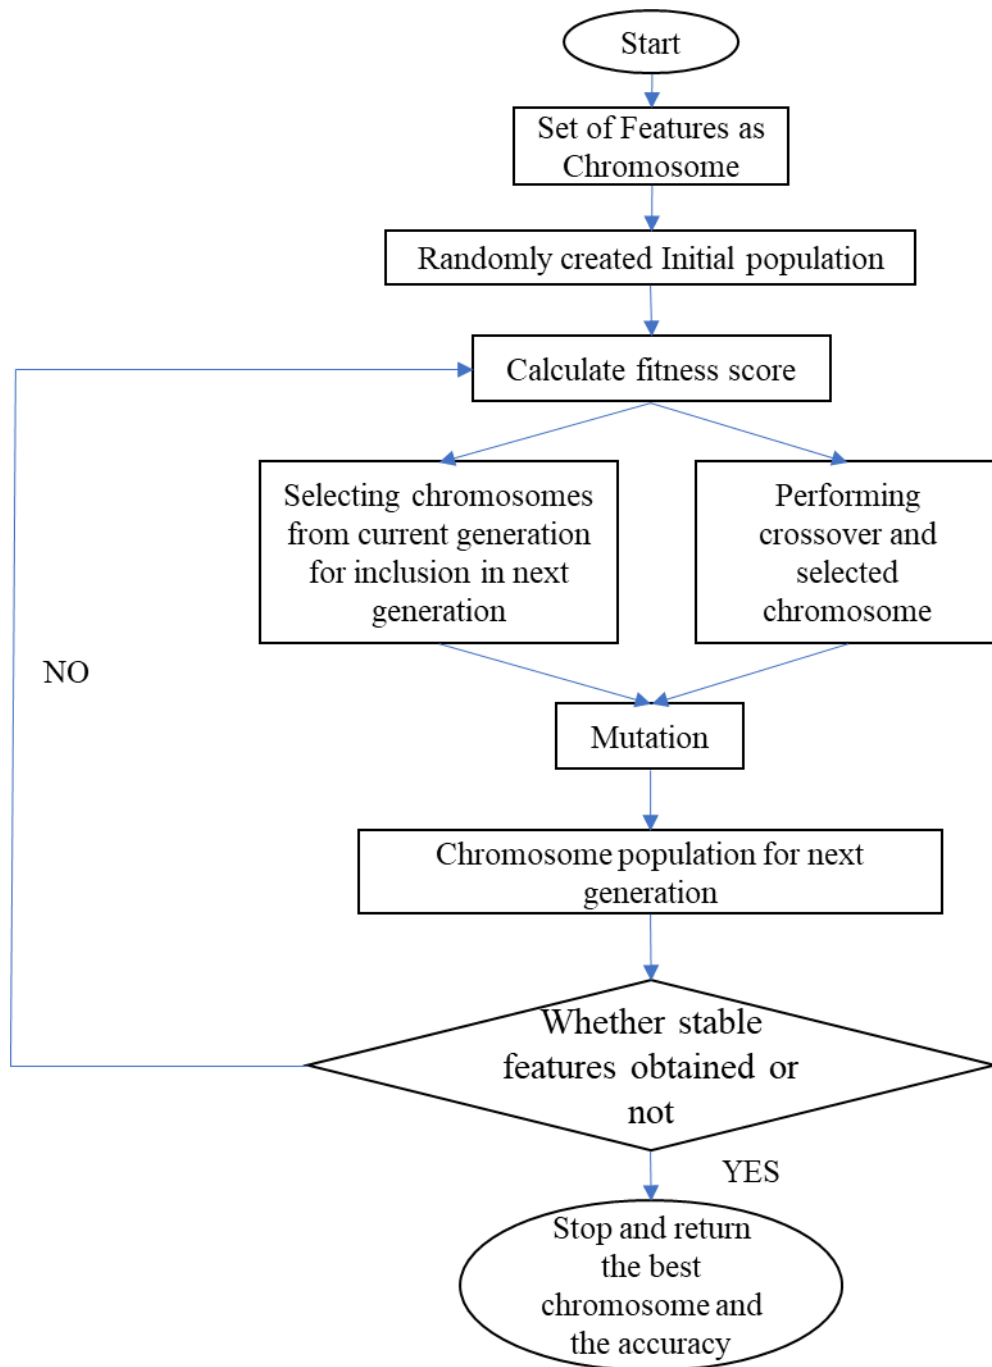 Start
Set of Features as
Chromosome
Randomly created Initial population
Calculate fitness score
Selecting chromosomes
from current generation
for inclusion in next
generation
Performing
crossover and
selected
chromosome
NO
Mutation
Chromosome population for next
generation
Whether stable
features obtained or
not
YES
Stop and return
the best
chromosome and
the accuracy